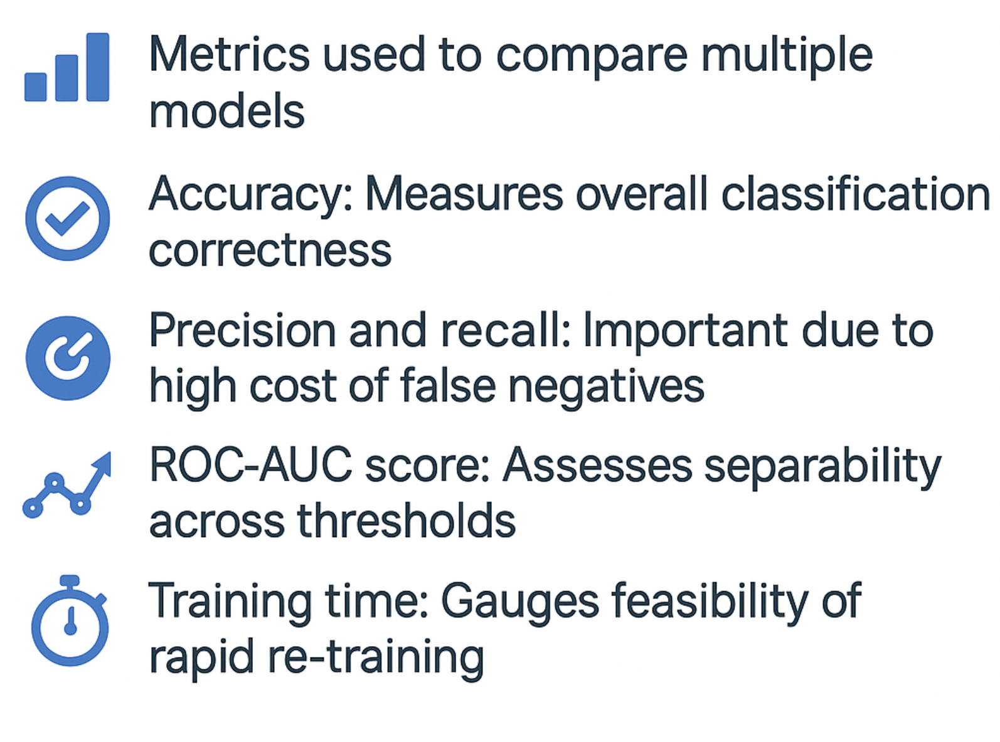 Metrics used to compare multiple
models
Accuracy: Measures overall classification
correctness
Precision and recall: Important due to
high cost of false negatives
ROC-AUC score: Assesses separability
across thresholds
Training time: Gauges feasibility of
rapid re-training